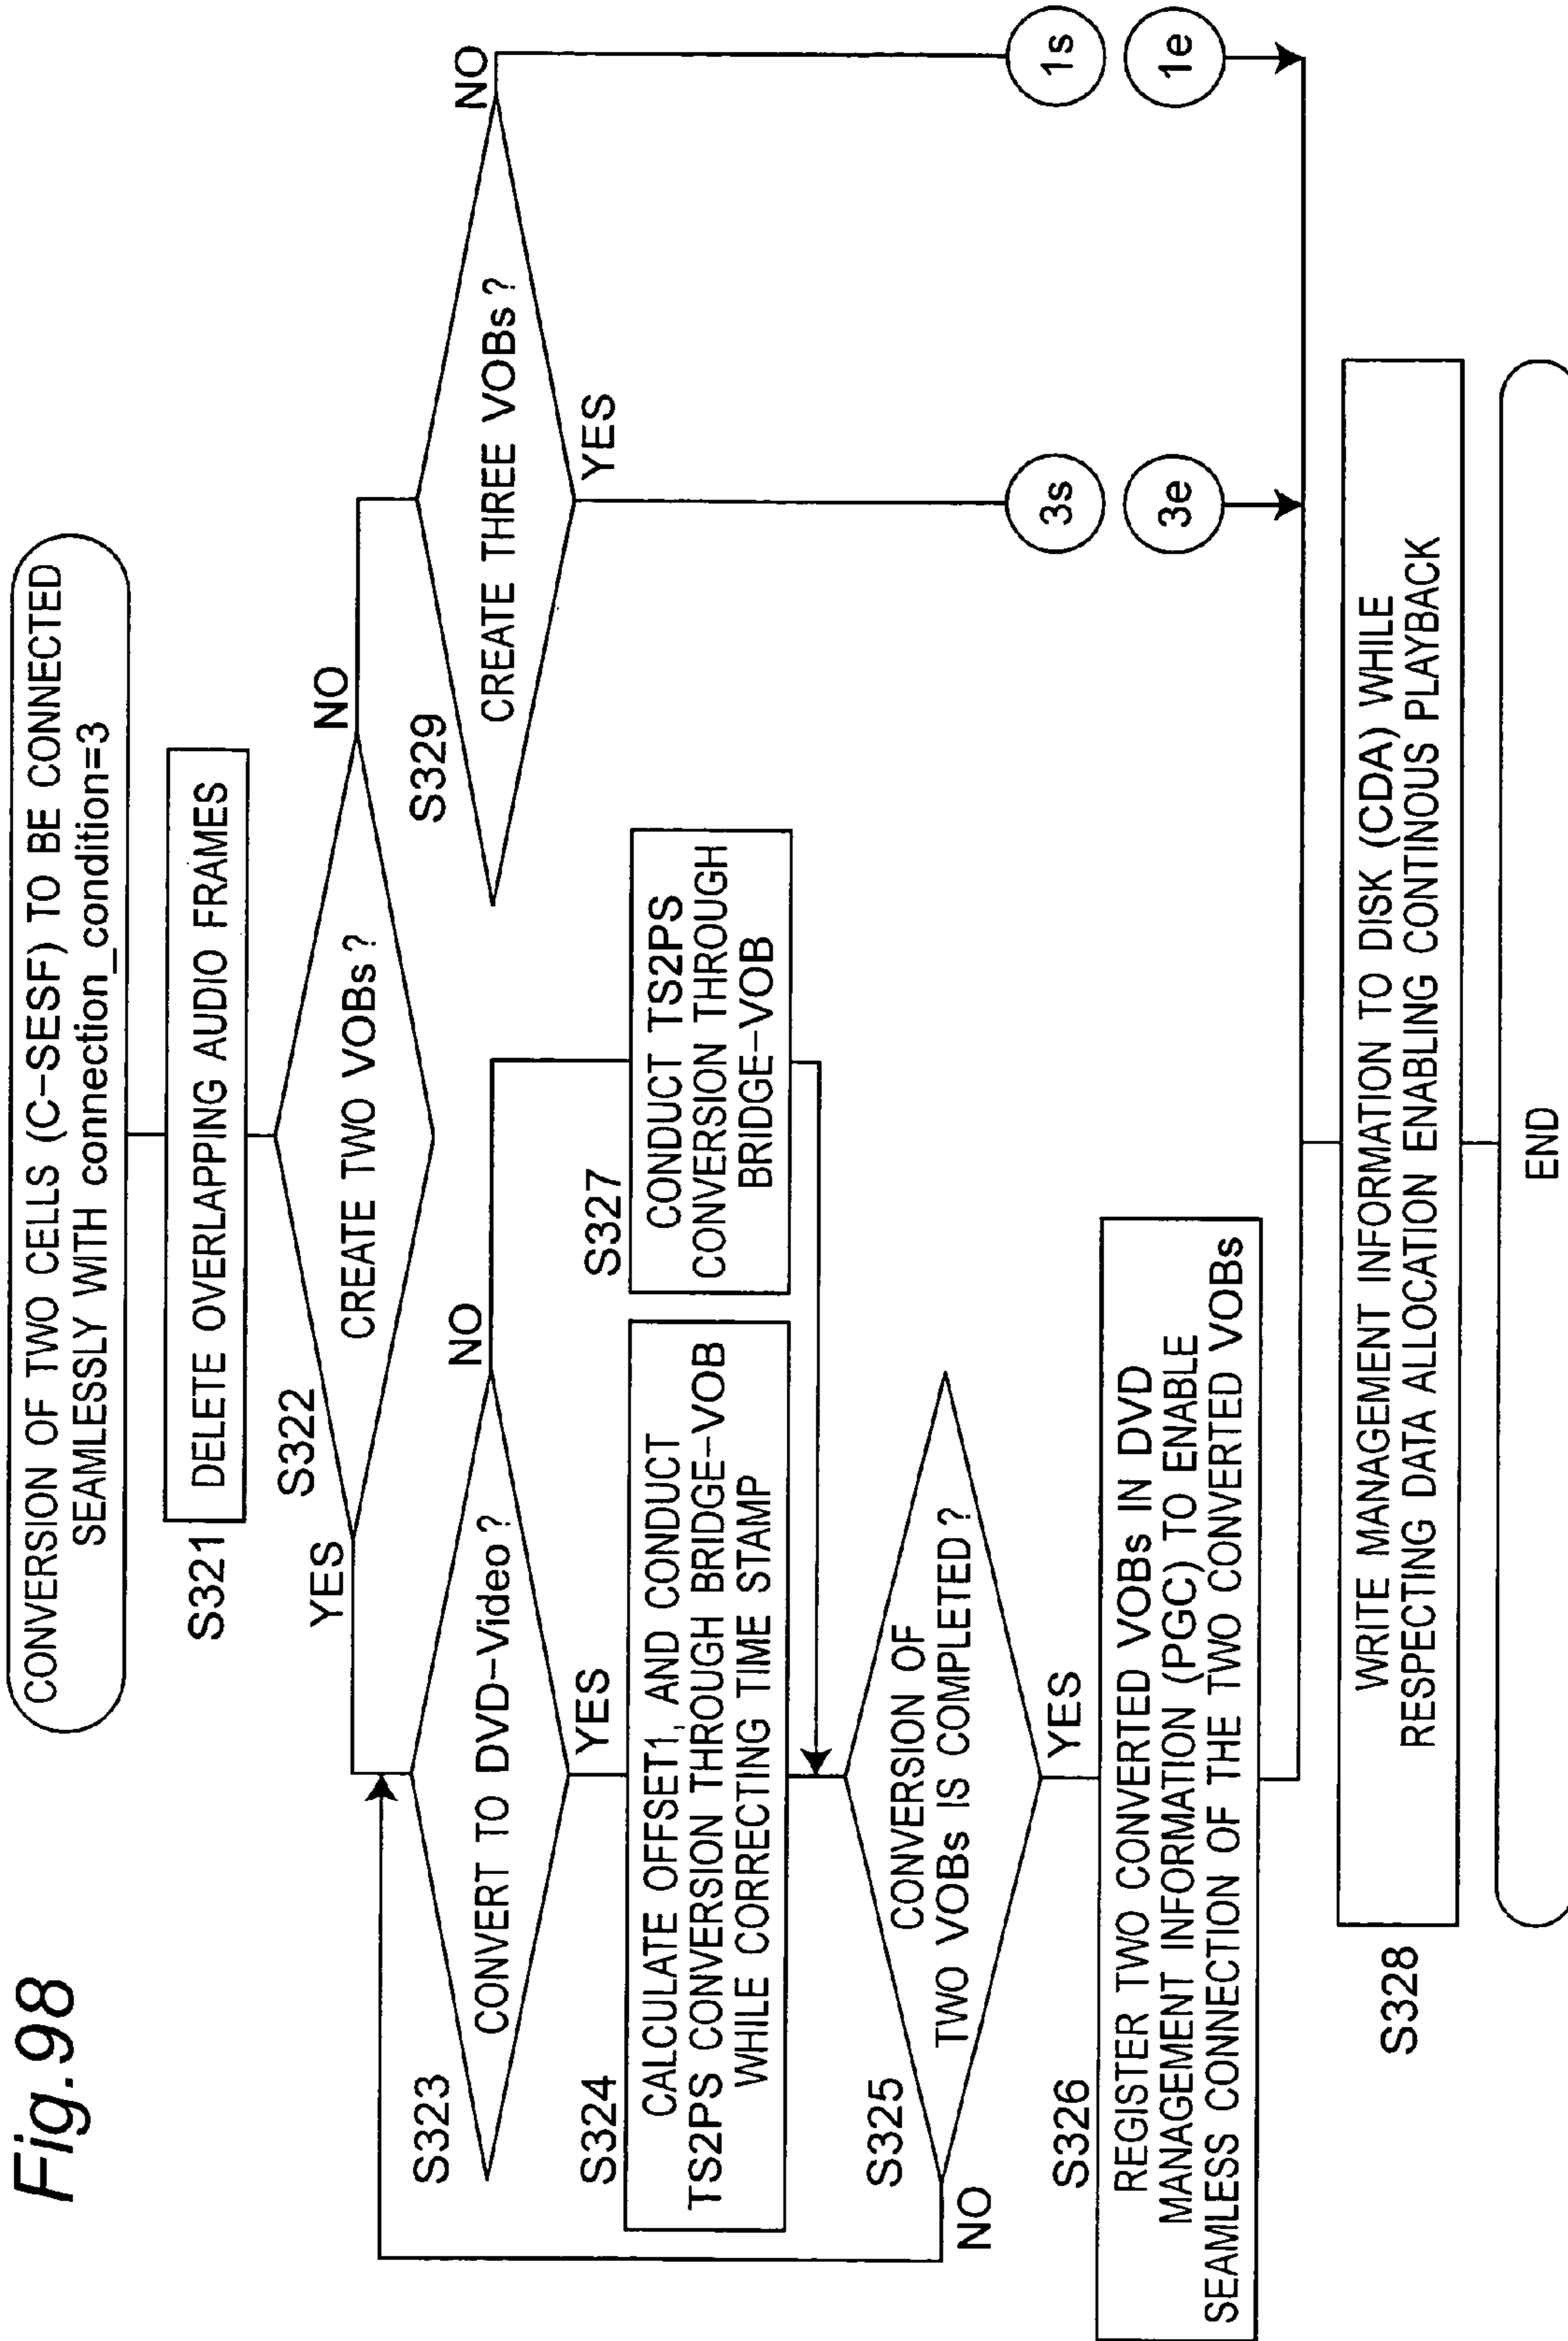 Fig.98
CONVERSION OF TWO CELLS (C-SESF) TO BE CONNECTED
SEAMLESSLY WITH connection_condition=3
S321
DELETE OVERLAPPING AUDIO FRAMES
S322
CREATE TWO VOBs?
YES
NO
S323
CONVERT TO DVD-Video?
NO
YES
S324
CALCULATE OFFSET1, AND CONDUCT
TS2PS CONVERSION THROUGH BRIDGE-VOB
WHILE CORRECTING TIME STAMP
S327
CONDUCT TS2PS
CONVERSION THROUGH
BRIDGE-VOB
S325
CONVERSION OF
TWO VOBs IS COMPLETED?
NO
YES
S326
REGISTER TWO CONVERTED VOBs IN DVD
MANAGEMENT INFORMATION (PGC) TO ENABLE
SEAMLESS CONNECTION OF THE TWO CONVERTED VOBs
S329
CREATE THREE VOBs?
NO
YES
3s
1s
3e
1e
S328
WRITE MANAGEMENT INFORMATION TO DISK (CDA) WHILE
RESPECTING DATA ALLOCATION ENABLING CONTINOUS PLAYBACK
END